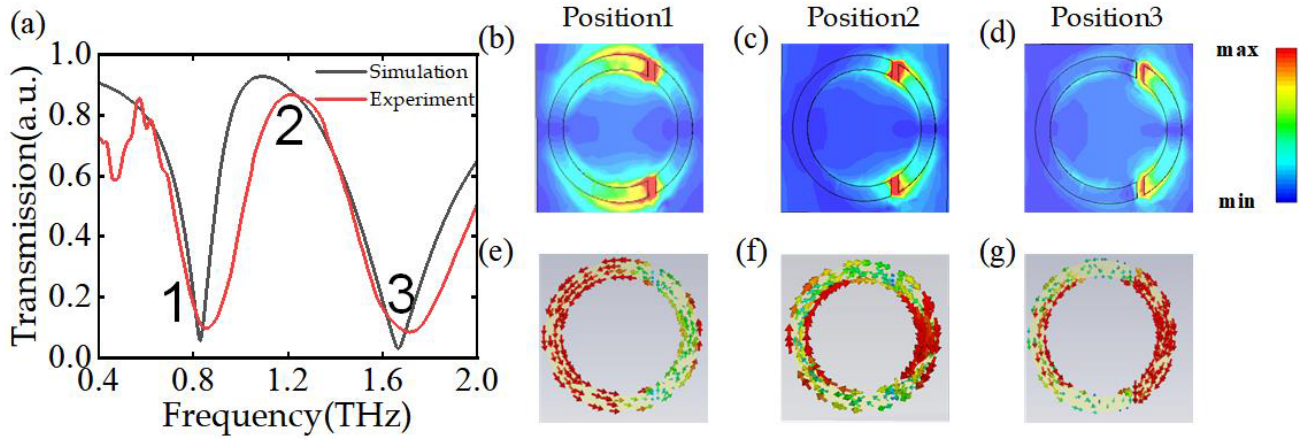 (a)
Transmission(a.u.)
1.0
0.8
0.6
0.4
0.2
0.0
Simulation
Experiment
1
2
3
0.4 0.8 1.2 1.6 2.0
Frequency(THz)
Position1 Position2 Position3
(b) (c) (d)
max
min
(e) (f) (g)